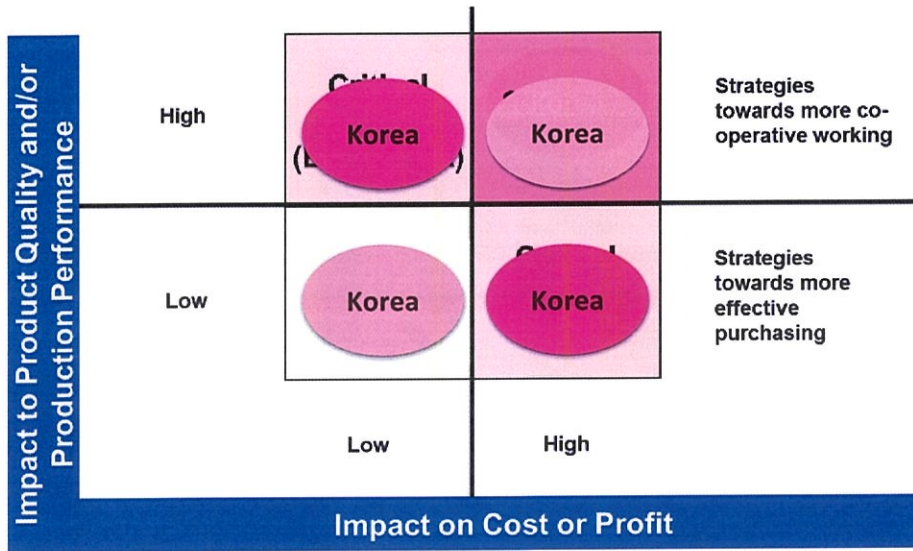 Impact to Product Quality and/or
Production Performance
High
Korea
Korea
Strategies
towards more co-
operative working
Low
Korea
Korea
Strategies
towards more
effective
purchasing
Low
High
Impact on Cost or Profit